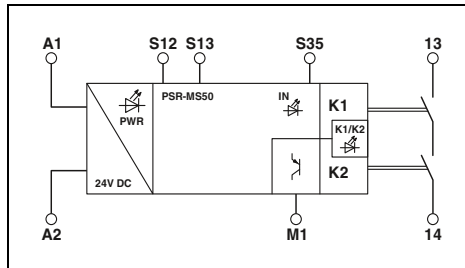 A1 S12 S13 S35 13
PSR-MS50 IN K1
PWR K1/K2
24V DC K2
A2 M1 14